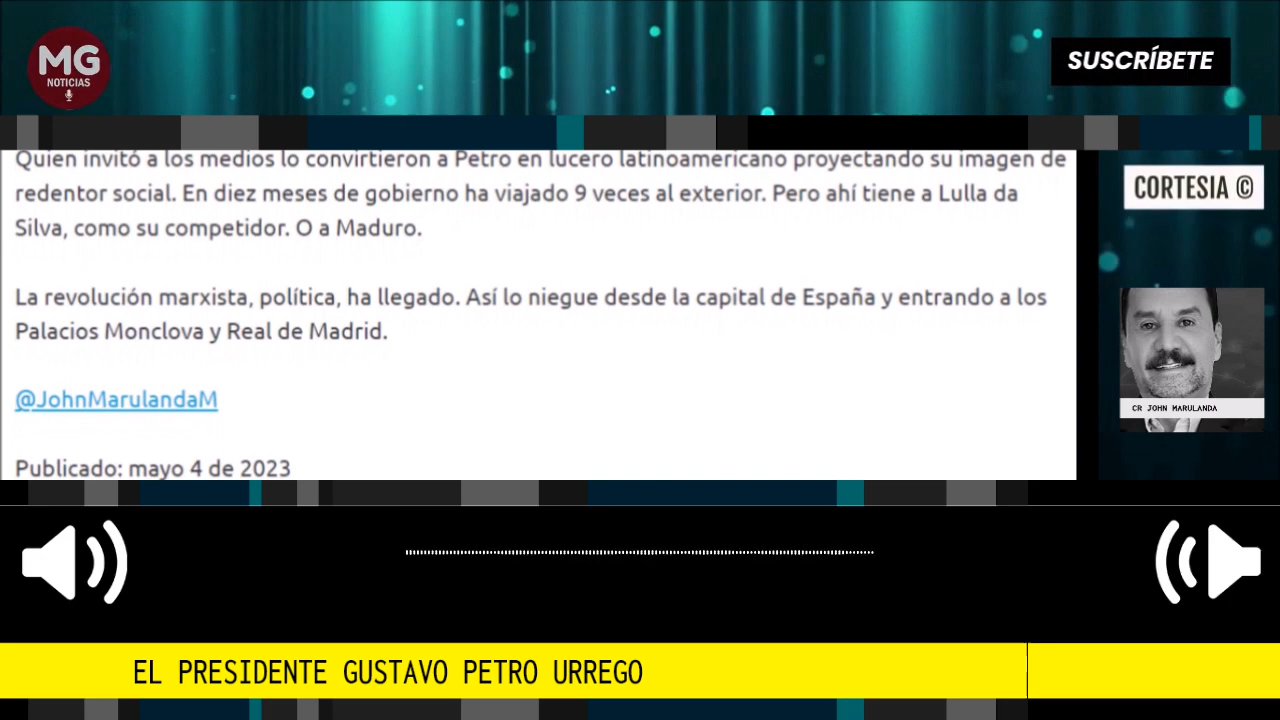 MG
NOTICIAS
SUSCRÍBETE
Quien invitó a los medios lo convirtieron a Petro en lucero latinoamericano proyectando su imagen de
redentor social. En diez meses de gobierno ha viajado 9 veces al exterior. Pero ahí tiene a Lulla da
Silva, como su competidor. O a Maduro.
La revolución marxista, política, ha llegado. Así lo niegue desde la capital de España y entrando a los
Palacios Monclova y Real de Madrid.
@JohnMarulandaM
Publicado: mayo 4 de 2023
CORTESIA ©
CR JOHN MARULANDA
EL PRESIDENTE GUSTAVO PETRO URREGO